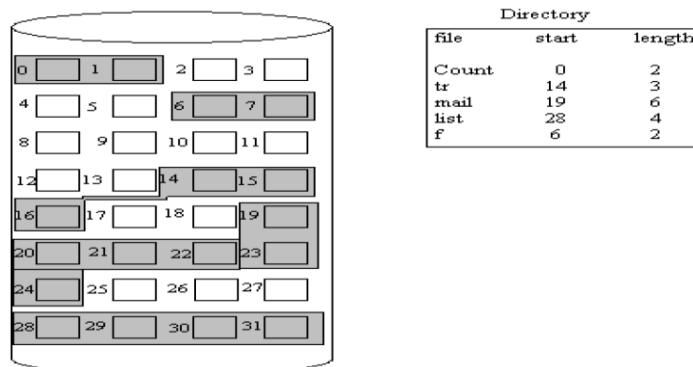 Directory
file start length
Count 0 2
tr 14 3
mail 19 6
list 28 4
f 6 2
0 1 2 3
4 5 6 7
8 9 10 11
12 13 14 15
16 17 18 19
20 21 22 23
24 25 26 27
28 29 30 31